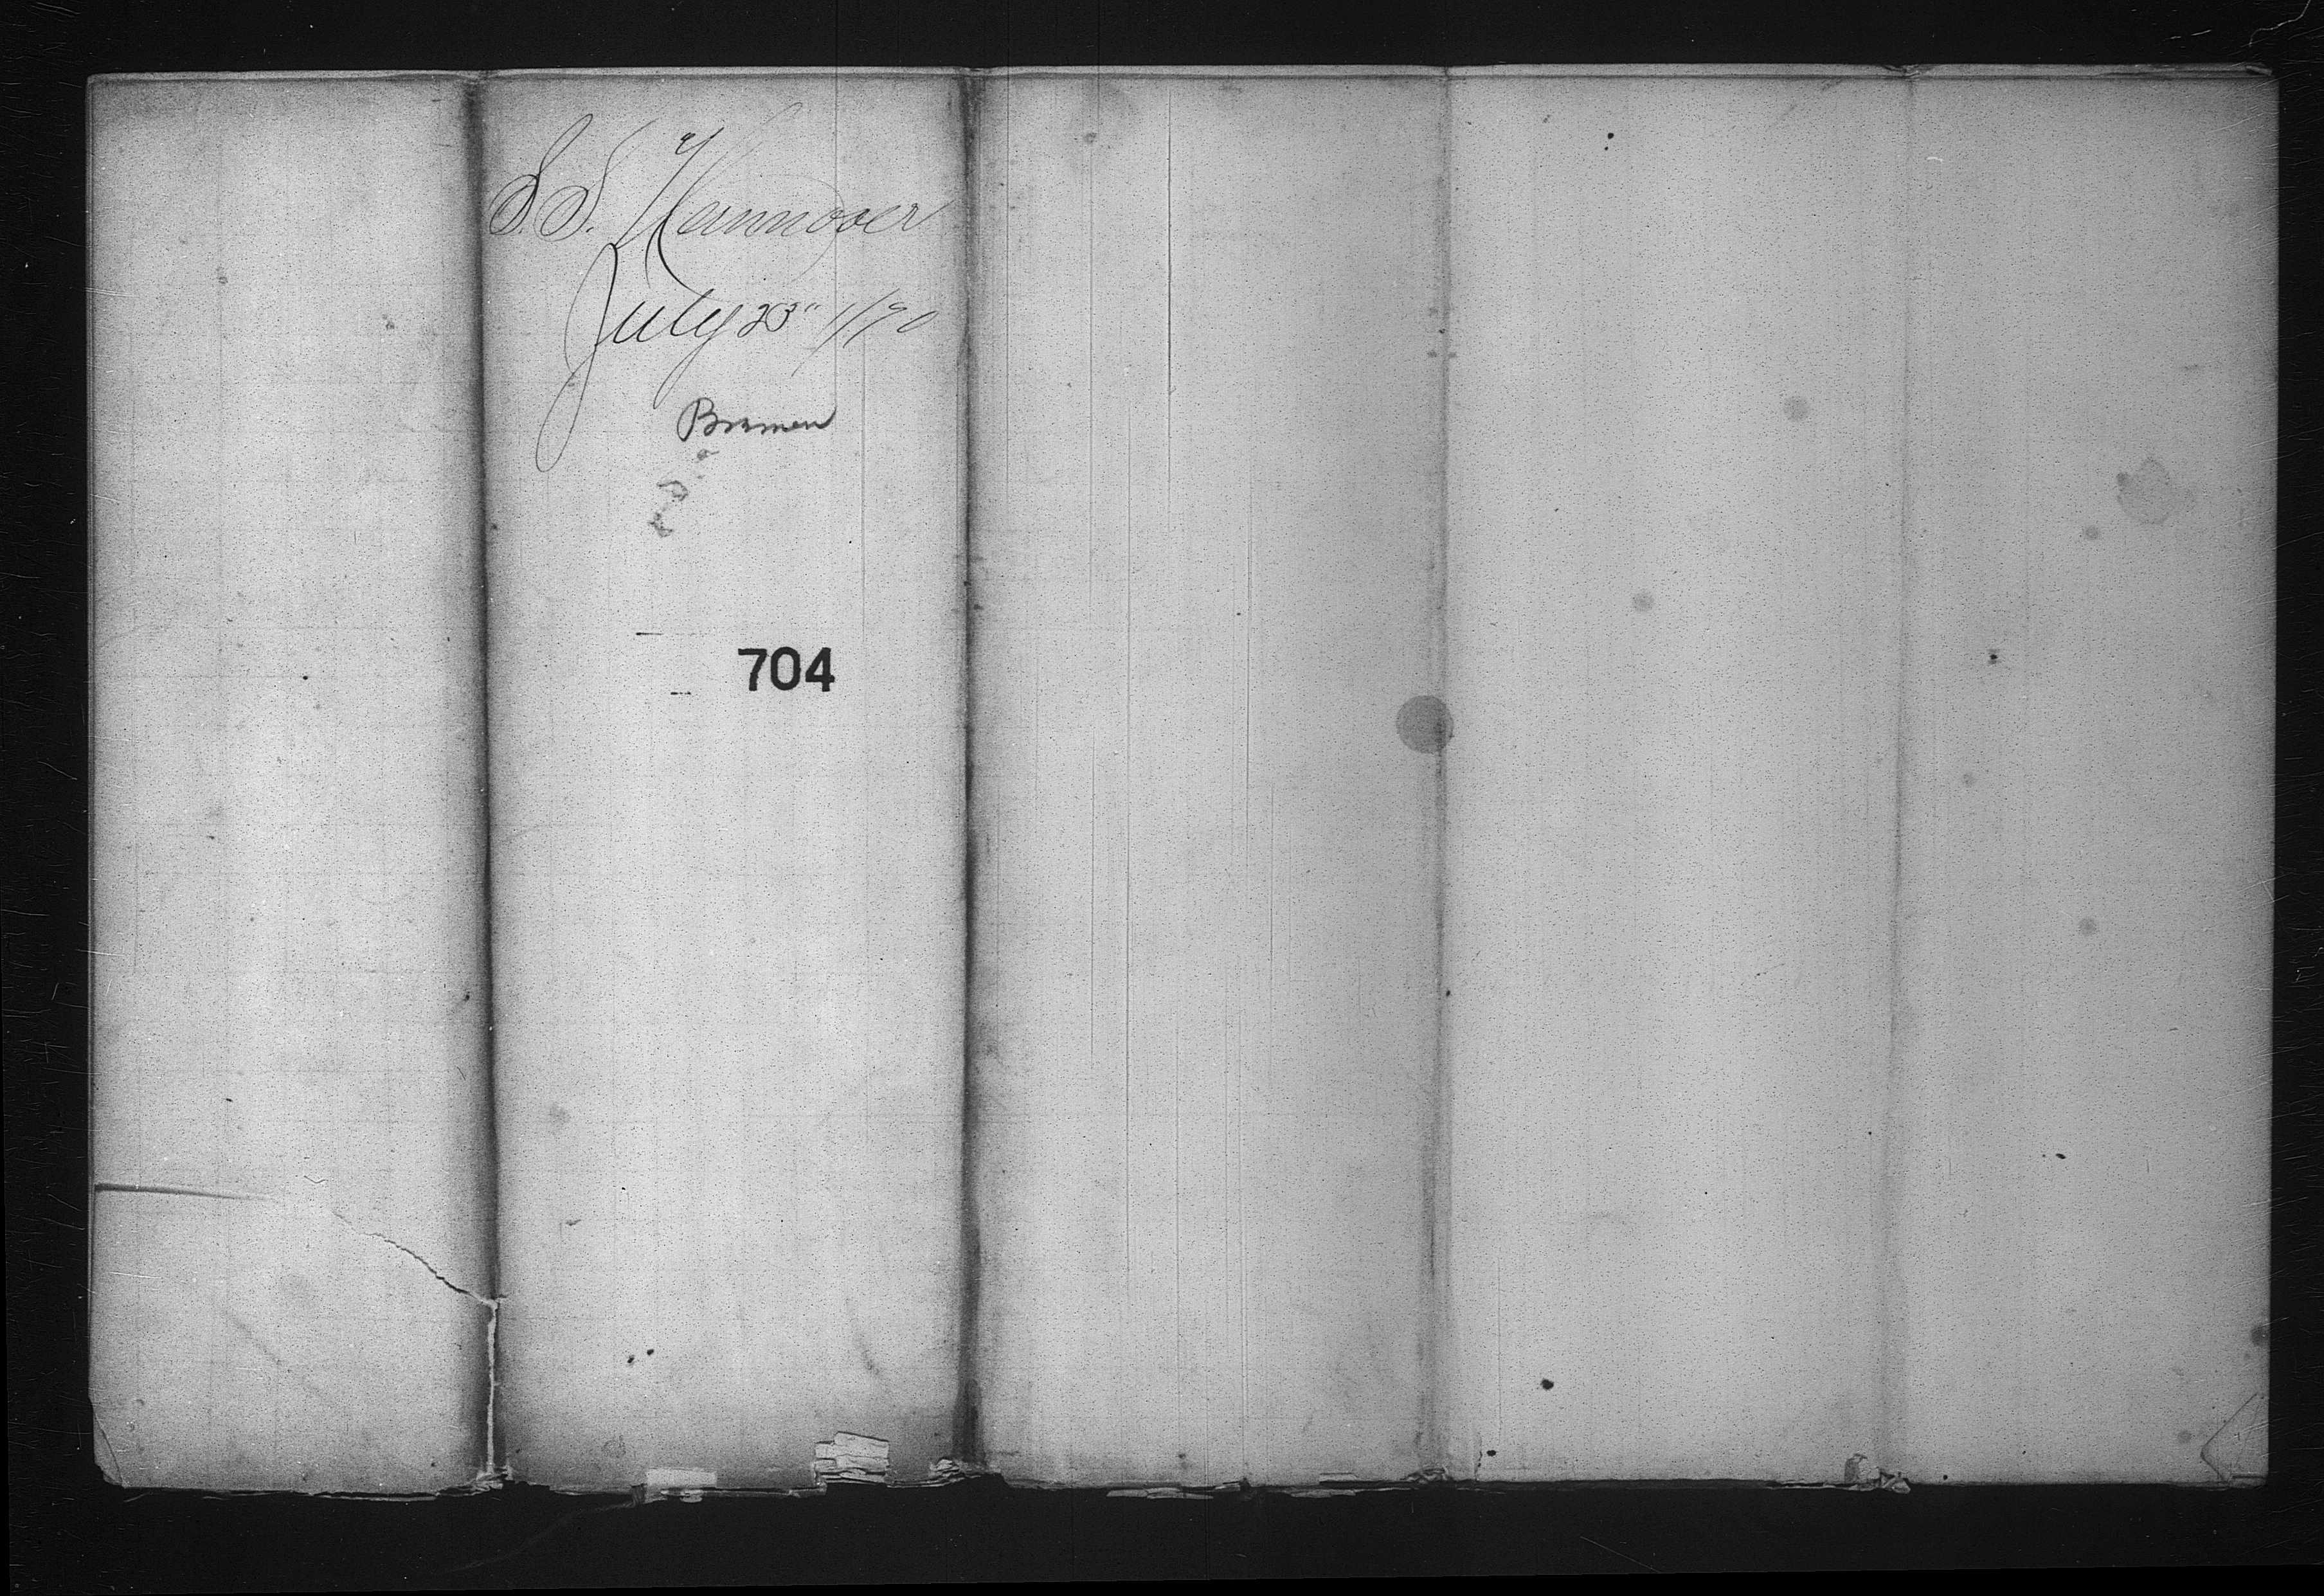 S.S. Hannover
July 23" 1/90
Bremen
704